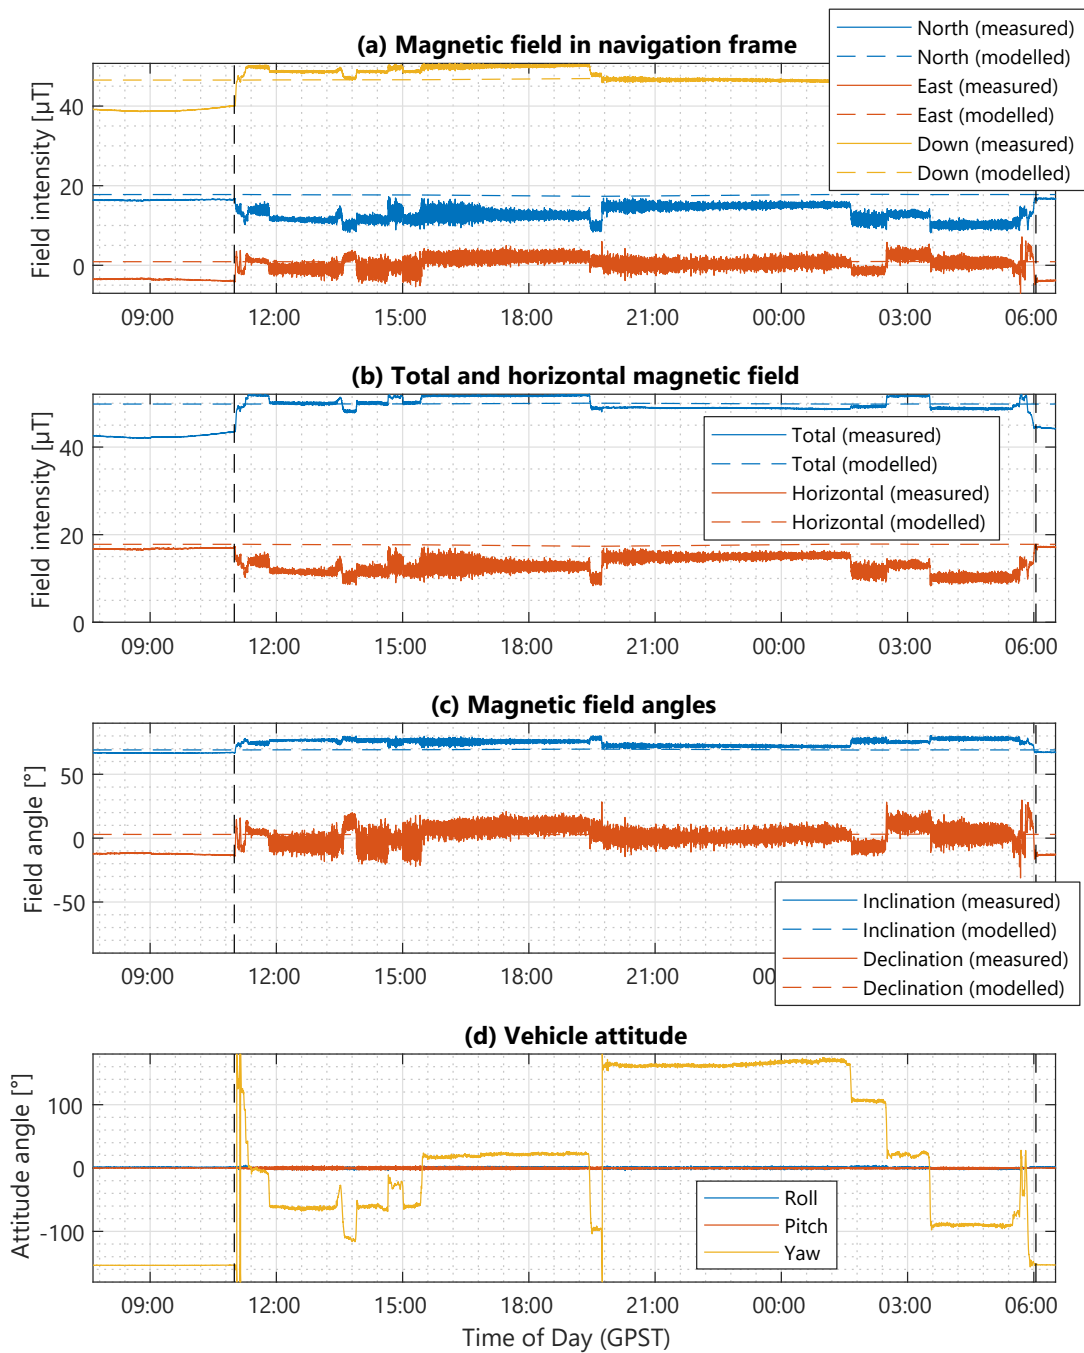 (a) Magnetic field in navigation frame
North (measured)
North (modelled)
East (measured)
East (modelled)
Down (measured)
Down (modelled)
Field intensity [µT]
40
20
0
09:00 12:00 15:00 18:00 21:00 00:00 03:00 06:00
(b) Total and horizontal magnetic field
Total (measured)
Total (modelled)
Horizontal (measured)
Horizontal (modelled)
Field intensity [µT]
40
20
0
09:00 12:00 15:00 18:00 21:00 00:00 03:00 06:00
(c) Magnetic field angles
Field angle [°]
50
0
-50
Inclination (measured)
Inclination (modelled)
Declination (measured)
Declination (modelled)
09:00 12:00 15:00 18:00 21:00 03:00 06:00
(d) Vehicle attitude
Attitude angle [°]
100
0
-100
Roll
Pitch
Yaw
09:00 12:00 15:00 18:00 21:00 00:00 03:00 06:00
Time of Day (GPST)